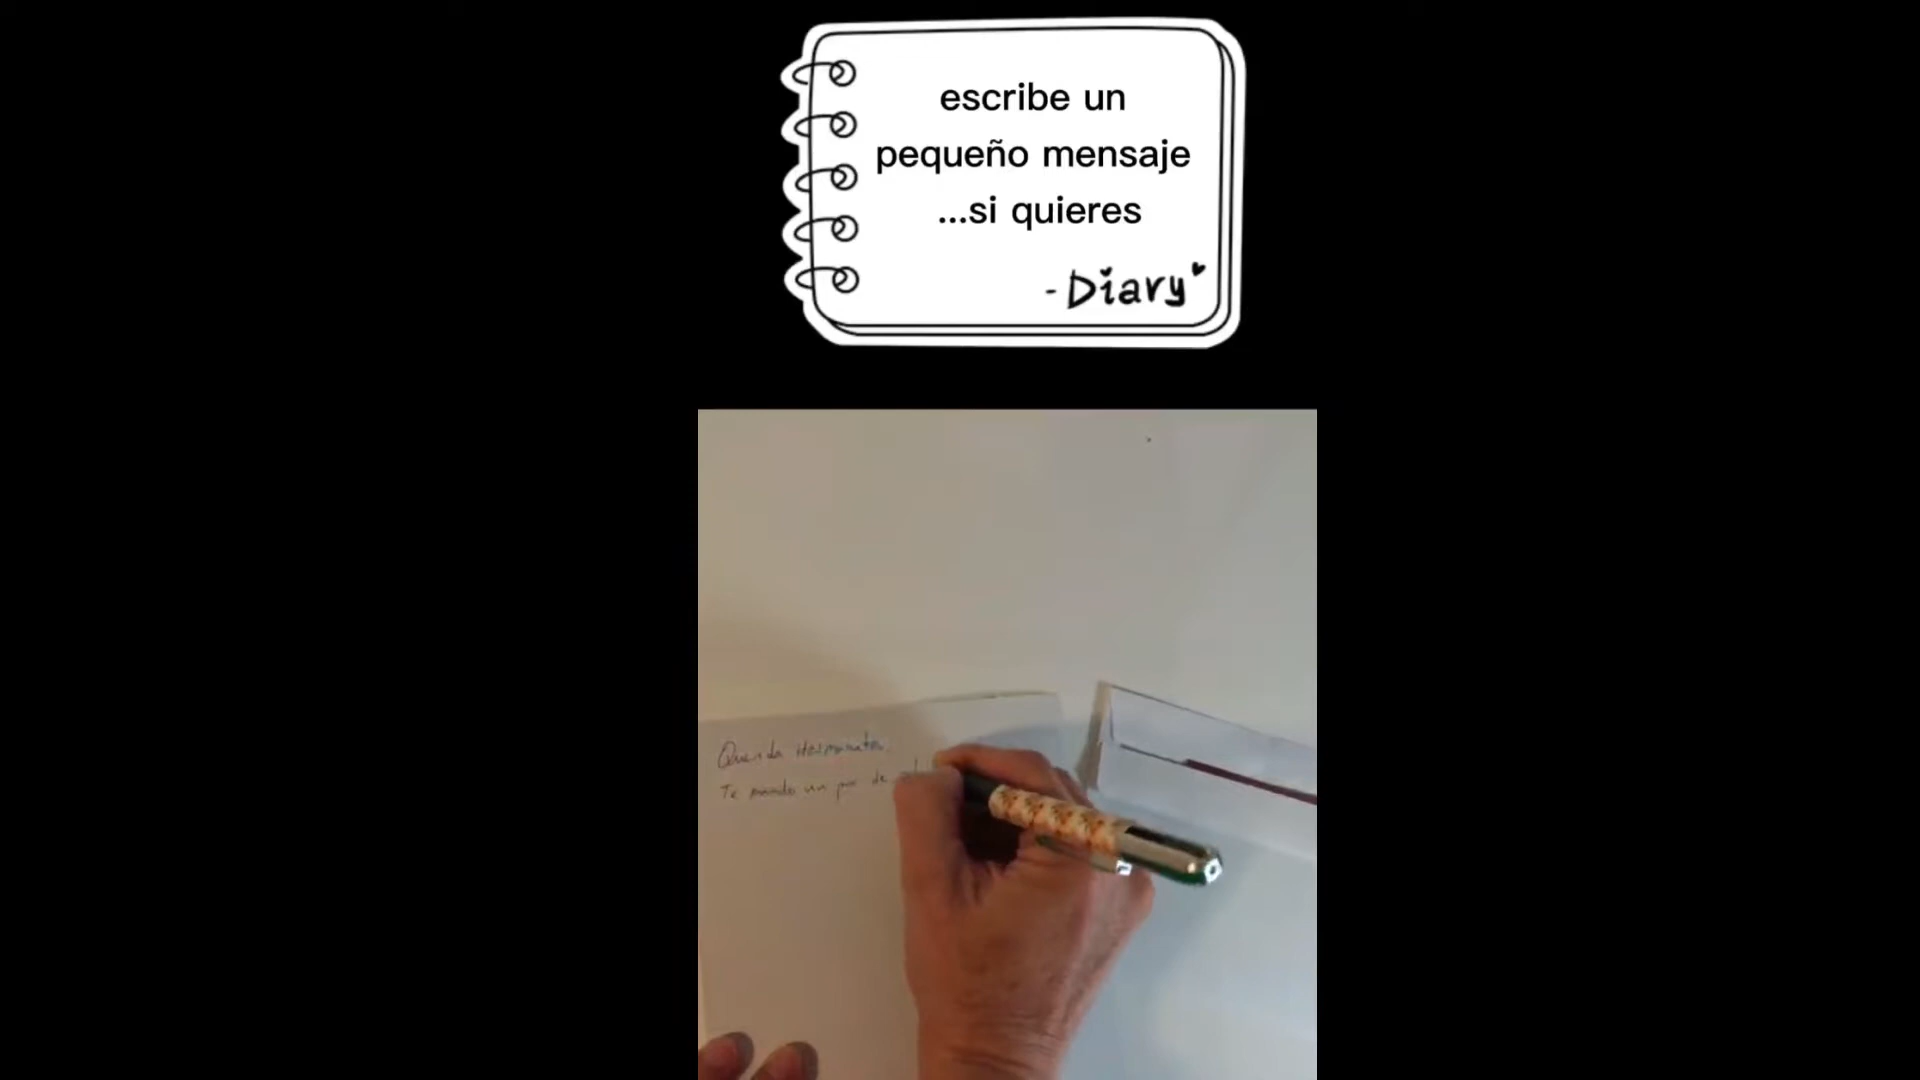 escribe un
pequeño mensaje
...si quieres
-Diary
Querida Hermanita
Te mando un par de